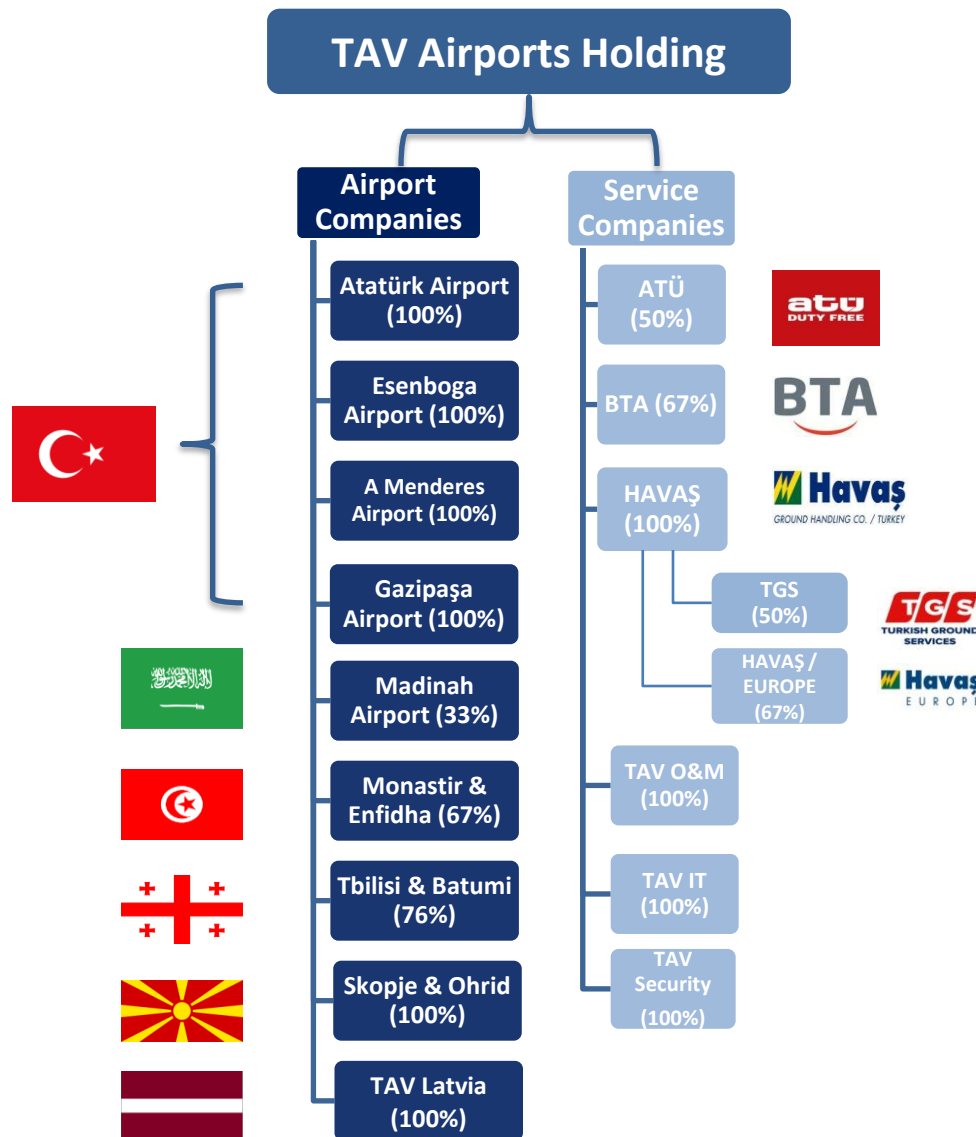 TAV Airports Holding
Airport
Companies
Service
Companies
Atatürk Airport
(100%)
Esenboga
Airport (100%)
A Menderes
Airport (100%)
Gazipaşa
Airport (100%)
Madinah
Airport (33%)
Monastir &
Enfidha (67%)
Tbilisi & Batumi
(76%)
Skopje & Ohrid
(100%)
TAV Latvia
(100%)
ATÜ
(50%)
atü
DUTY FREE
BTA (67%)
BTA
HAVAŞ
(100%)
Havaş
GROUND HANDLING CO. / TURKEY
TGS
(50%)
TGS
TURKISH GROUND
SERVICES
HAVAŞ /
EUROPE
(67%)
Havaş
EUROPE
TAV O&M
(100%)
TAV IT
(100%)
TAV
Security
(100%)